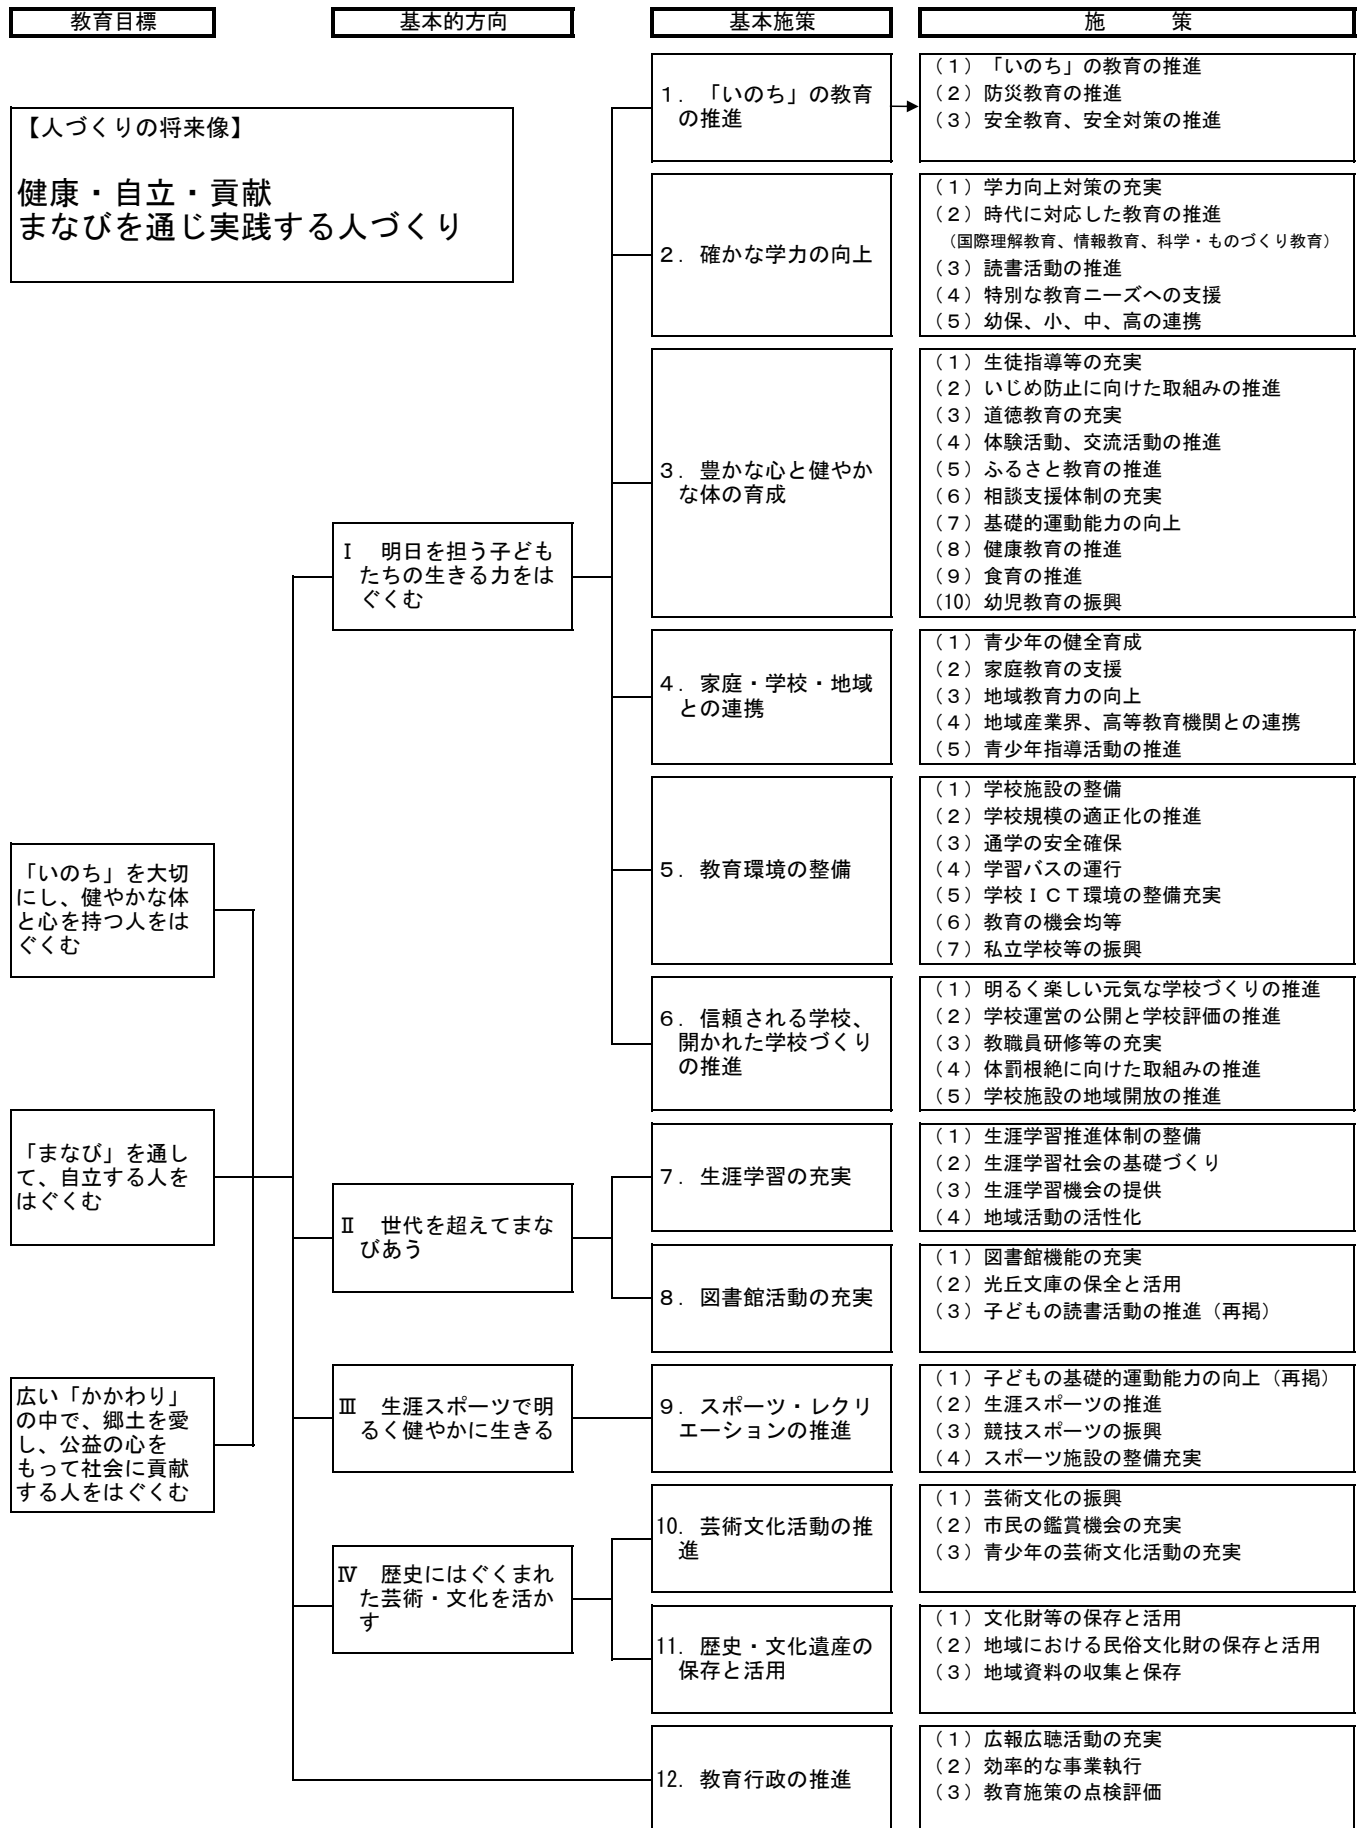 教育目標
基本的方向
基本施策
施　　　策
【人づくりの将来像】
健康・自立・貢献
まなびを通じ実践する人づくり
「いのち」を大切
にし、健やかな体
と心を持つ人をは
ぐくむ
「まなび」を通し
て、自立する人を
はぐくむ
広い「かかわり」
の中で、郷土を愛
し、公益の心を
もって社会に貢献
する人をはぐくむ
Ⅰ　明日を担う子ども
たちの生きる力をは
ぐくむ
１．「いのち」の教育
の推進
（１）「いのち」の教育の推進
（２）防災教育の推進
（３）安全教育、安全対策の推進
２．確かな学力の向上
（１）学力向上対策の充実
（２）時代に対応した教育の推進
（国際理解教育、情報教育、科学・ものづくり教育）
（３）読書活動の推進
（４）特別な教育ニーズへの支援
（５）幼保、小、中、高の連携
３．豊かな心と健やか
な体の育成
（１）生徒指導等の充実
（２）いじめ防止に向けた取組みの推進
（３）道徳教育の充実
（４）体験活動、交流活動の推進
（５）ふるさと教育の推進
（６）相談支援体制の充実
（７）基礎的運動能力の向上
（８）健康教育の推進
（９）食育の推進
(10) 幼児教育の振興
４．家庭・学校・地域
との連携
（１）青少年の健全育成
（２）家庭教育の支援
（３）地域教育力の向上
（４）地域産業界、高等教育機関との連携
（５）青少年指導活動の推進
５．教育環境の整備
（１）学校施設の整備
（２）学校規模の適正化の推進
（３）通学の安全確保
（４）学習バスの運行
（５）学校ＩＣＴ環境の整備充実
（６）教育の機会均等
（７）私立学校等の振興
６．信頼される学校、
開かれた学校づくり
の推進
（１）明るく楽しい元気な学校づくりの推進
（２）学校運営の公開と学校評価の推進
（３）教職員研修等の充実
（４）体罰根絶に向けた取組みの推進
（５）学校施設の地域開放の推進
Ⅱ　世代を超えてまな
びあう
７．生涯学習の充実
（１）生涯学習推進体制の整備
（２）生涯学習社会の基礎づくり
（３）生涯学習機会の提供
（４）地域活動の活性化
８．図書館活動の充実
（１）図書館機能の充実
（２）光丘文庫の保全と活用
（３）子どもの読書活動の推進（再掲）
Ⅲ　生涯スポーツで明
るく健やかに生きる
９．スポーツ・レクリ
エーションの推進
（１）子どもの基礎的運動能力の向上（再掲）
（２）生涯スポーツの推進
（３）競技スポーツの振興
（４）スポーツ施設の整備充実
Ⅳ　歴史にはぐくまれ
た芸術・文化を活か
す
10．芸術文化活動の推
進
（１）芸術文化の振興
（２）市民の鑑賞機会の充実
（３）青少年の芸術文化活動の充実
11．歴史・文化遺産の
保存と活用
（１）文化財等の保存と活用
（２）地域における民俗文化財の保存と活用
（３）地域資料の収集と保存
12．教育行政の推進
（１）広報広聴活動の充実
（２）効率的な事業執行
（３）教育施策の点検評価